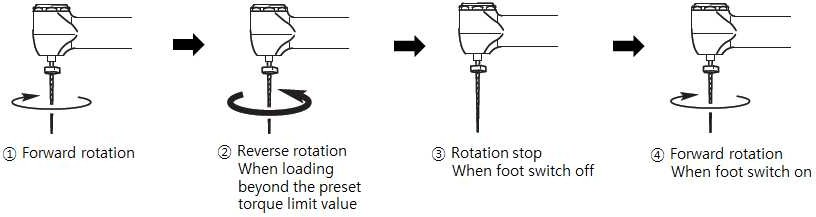 ① Forward rotation
② Reverse rotation
When loading
beyond the preset
torque limit value
③ Rotation stop
When foot switch off
④ Forward rotation
When foot switch on